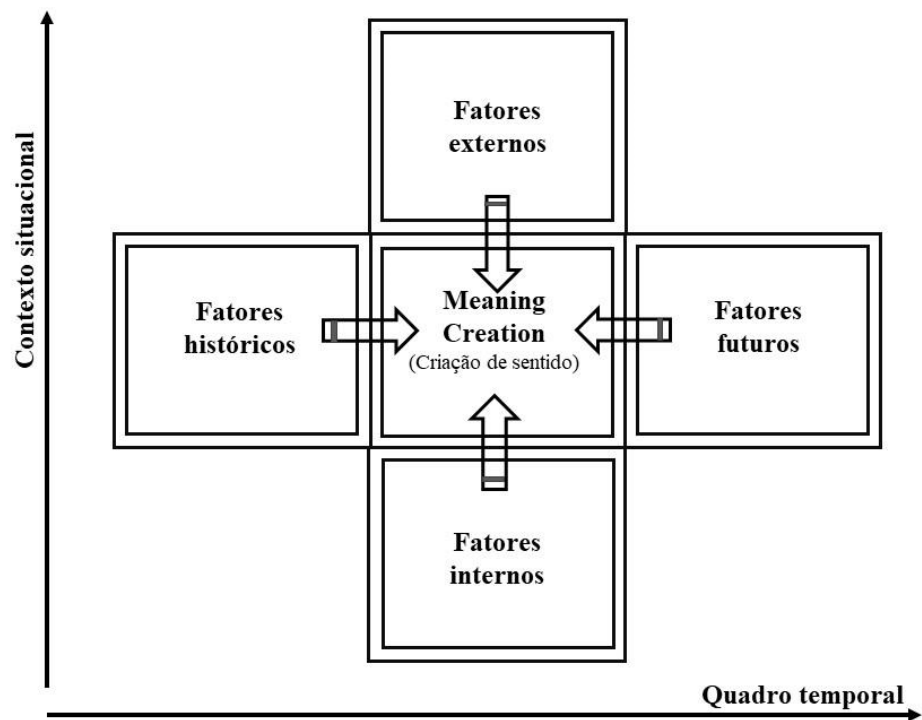 Contexto situacional
Fatores
externos
Fatores
históricos
Meaning
Creation
(Criação de sentido)
Fatores
futuros
Fatores
internos
Quadro temporal